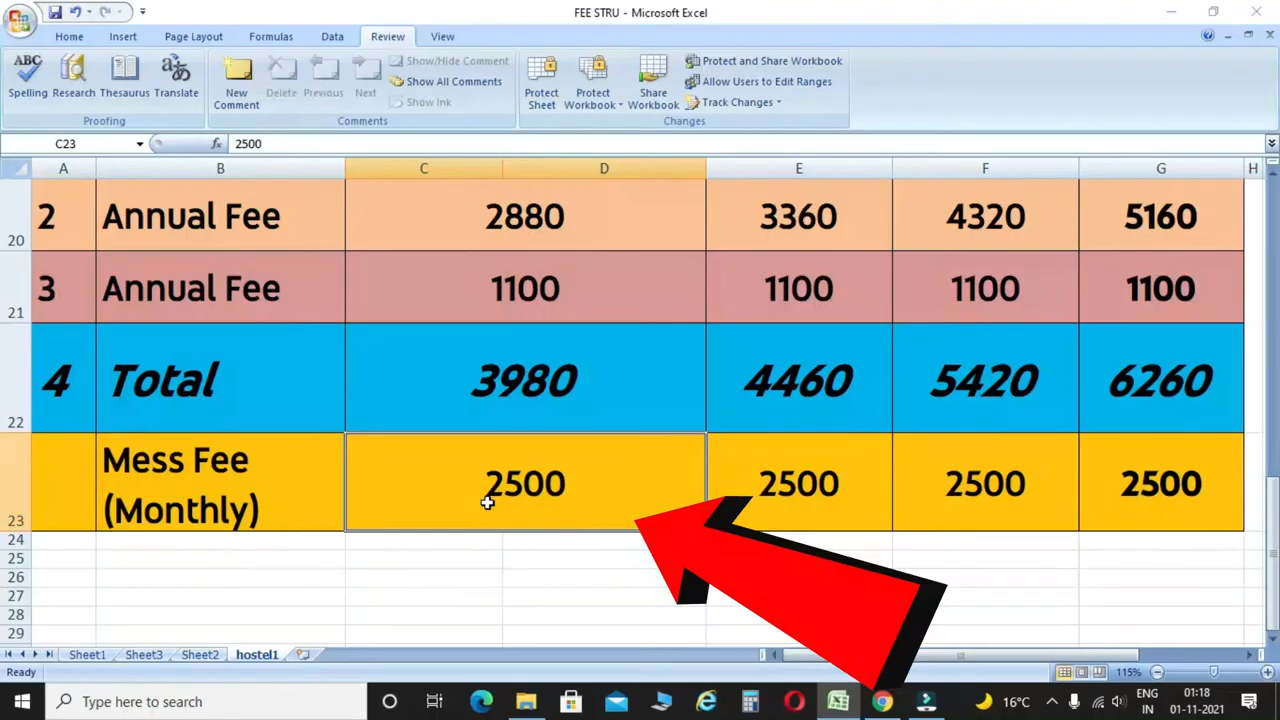 FEE STRU - Microsoft Excel
Home Insert Page Layout Formulas Data Review View
ABC
Spelling Research Thesaurus Translate
Proofing
New Comment
Delete Previous Next
Show/Hide Comment
Show All Comments
Show Ink
Comments
Protect Sheet
Protect Workbook
Share Workbook
Protect and Share Workbook
Allow Users to Edit Ranges
Track Changes
Changes
C23 fx 2500
A B C D E F G H
20 2 Annual Fee 2880 3360 4320 5160
21 3 Annual Fee 1100 1100 1100 1100
22 4 Total 3980 4460 5420 6260
23 Mess Fee (Monthly) 2500 2500 2500 2500
24
25
26
27
28
29
Sheet1 Sheet3 Sheet2 hostel1
Ready 115%
Type here to search
16°C ENG 01:18
IN 01-11-2021